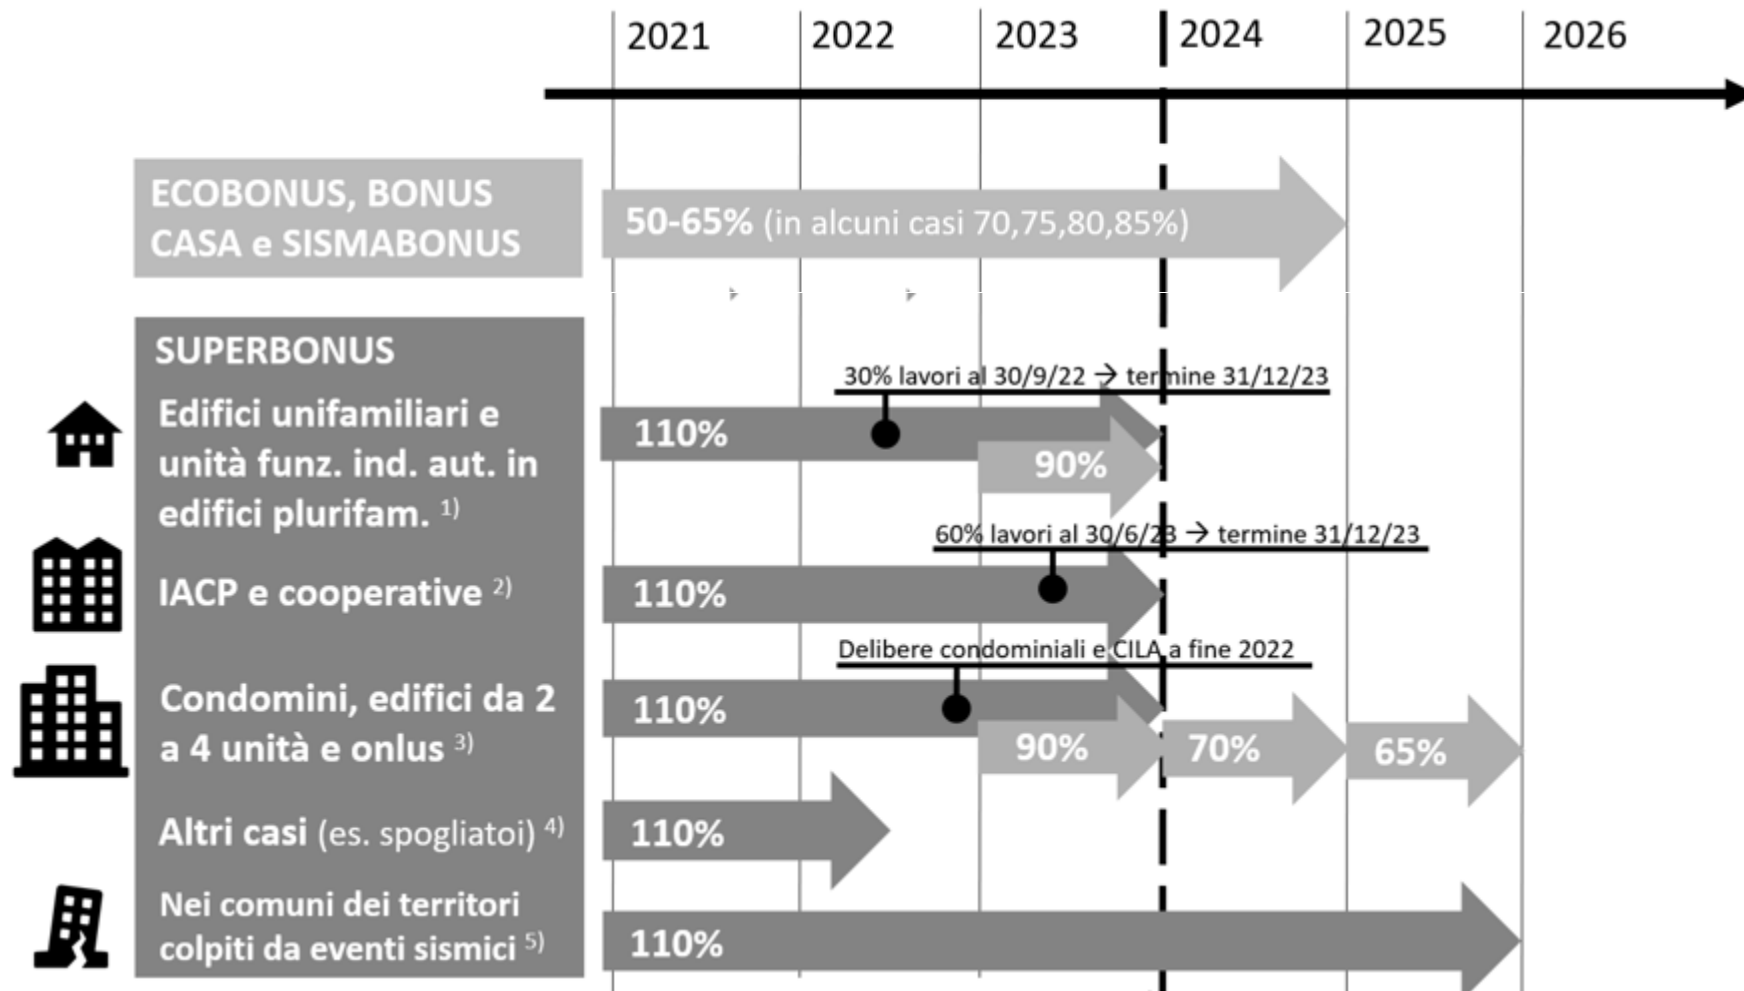 2021 2022 2023 2024 2025 2026
ECOBONUS, BONUS
CASA e SISMABONUS
50-65% (in alcuni casi 70,75,80,85%)
SUPERBONUS
30% lavori al 30/9/22 → termine 31/12/23
Edifici unifamiliari e
unità funz. ind. aut. in
edifici plurifam. 1)
110%
90%
60% lavori al 30/6/23 → termine 31/12/23
IACP e cooperative 2)
110%
Delibere condominiali e CILA a fine 2022
Condomini, edifici da 2
a 4 unità e onlus 3)
110%
90% 70% 65%
Altri casi (es. spogliatoi) 4)
110%
Nei comuni dei territori
colpiti da eventi sismici 5)
110%